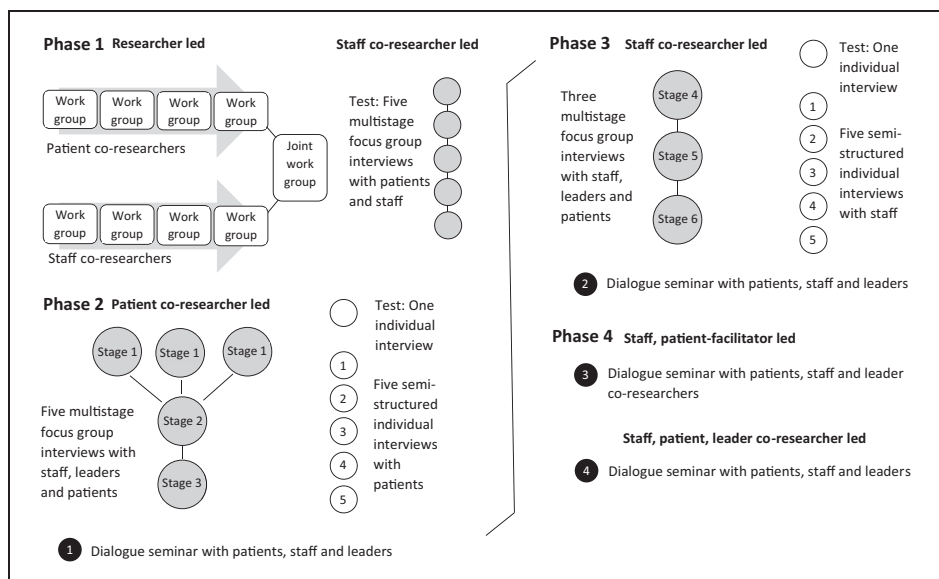 Phase 1 Researcher led
Work
group
Work
group
Work
group
Work
group
Patient co-researchers
Joint
work
group
Work
group
Work
group
Work
group
Work
group
Staff co-researchers
Staff co-researcher led
Test: Five
multistage
focus group
interviews
with patients
and staff
Phase 2 Patient co-researcher led
Stage 1
Stage 1
Stage 1
Stage 2
Stage 3
Five multistage
focus group
interviews with
staff, leaders
and patients
Test: One
individual
interview
1
2
3
4
5
Five semi-
structured
individual
interviews
with
patients
1 Dialogue seminar with patients, staff and leaders
Phase 3 Staff co-researcher led
Three
multistage
focus group
interviews
with staff,
leaders and
patients
Stage 4
Stage 5
Stage 6
Test: One
individual
interview
1
2
3
4
5
Five semi-
structured
individual
interviews
with staff
2 Dialogue seminar with patients, staff and leaders
Phase 4 Staff, patient-facilitator led
3 Dialogue seminar with patients, staff and leader
co-researchers
Staff, patient, leader co-researcher led
4 Dialogue seminar with patients, staff and leaders